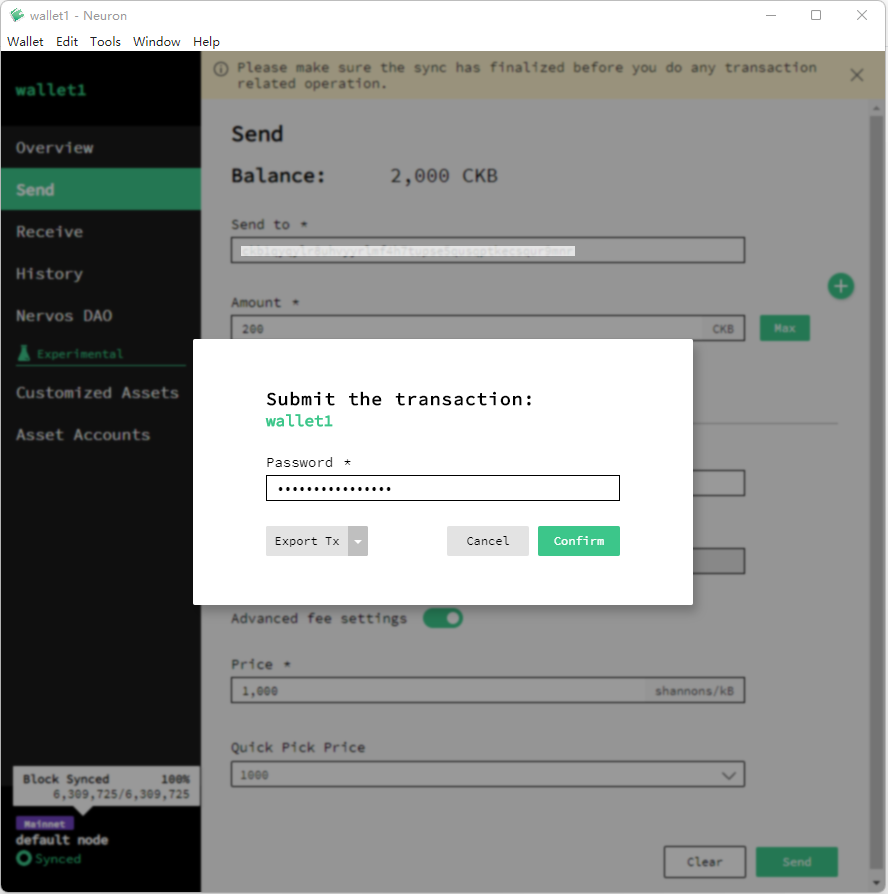 wallet1 - Neuron
Wallet Edit Tools Window Help
Please make sure the sync has finalized before you do any transaction
related operation.
wallet1
Overview
Send
Receive
History
Nervos DAO
Experimental
Customized Assets
Asset Accounts
Block Synced 100%
6,309,725/6,309,725
Mainnet
default node
Synced
Send
Balance: 2,000 CKB
Send to *
Amount *
200 CKB Max
Submit the transaction:
wallet1
Password *
••••••••••••••••
Export Tx Cancel Confirm
Advanced fee settings
Price *
1,000 shannons/kB
Quick Pick Price
1000
Clear Send